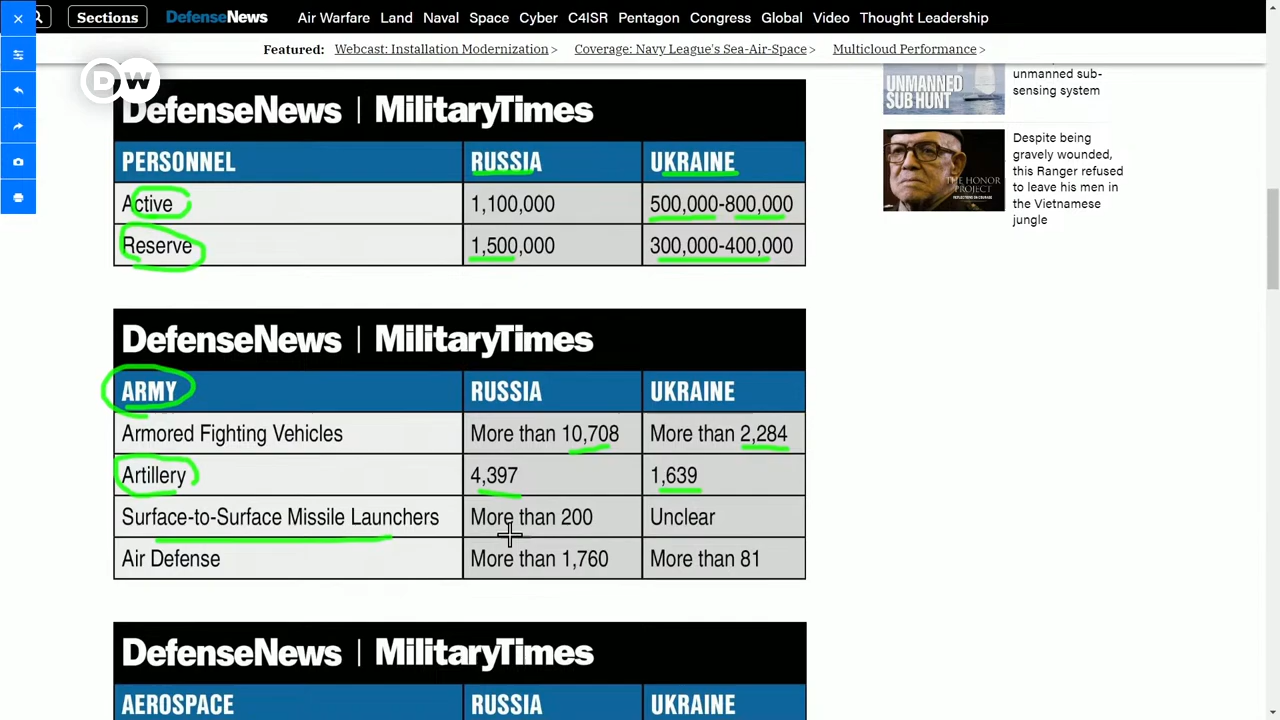 Sections DefenseNews Air Warfare Land Naval Space Cyber C4ISR Pentagon Congress Global Video Thought Leadership
Featured: Webcast: Installation Modernization > Coverage: Navy League's Sea-Air-Space > Multicloud Performance >
DW
DefenseNews | MilitaryTimes
PERSONNEL RUSSIA UKRAINE
Active 1,100,000 500,000-800,000
Reserve 1,500,000 300,000-400,000
DefenseNews | MilitaryTimes
ARMY RUSSIA UKRAINE
Armored Fighting Vehicles More than 10,708 More than 2,284
Artillery 4,397 1,639
Surface-to-Surface Missile Launchers More than 200 Unclear
Air Defense More than 1,760 More than 81
DefenseNews | MilitaryTimes
AEROSPACE RUSSIA UKRAINE
UNMANNED
SUB HUNT
unmanned sub-
sensing system
THE HONOR
PROJECT
Despite being
gravely wounded,
this Ranger refused
to leave his men in
the Vietnamese
jungle